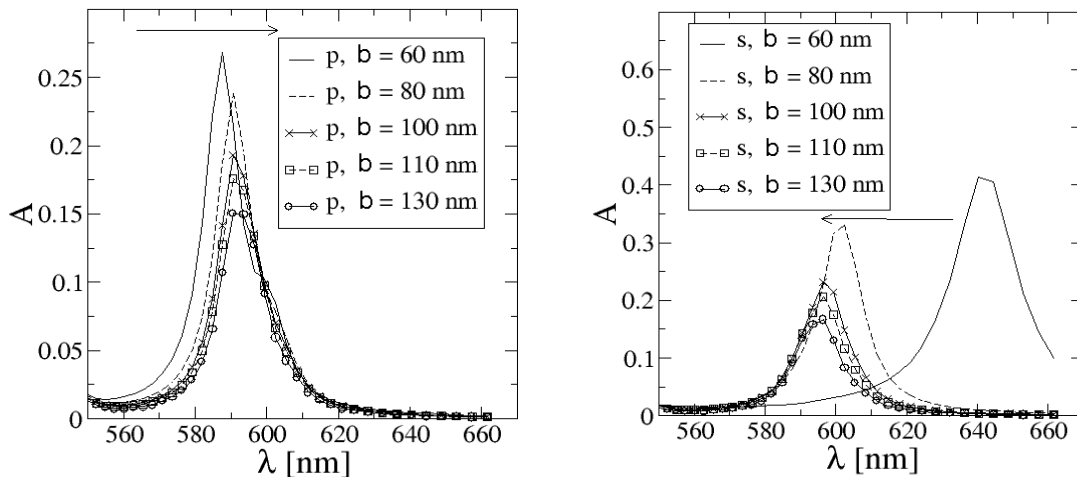 p, b = 60 nm
p, b = 80 nm
p, b = 100 nm
p, b = 110 nm
p, b = 130 nm
0.25
0.2
0.15
0.1
0.05
0
A
560 580 600 620 640 660
λ [nm]
s, b = 60 nm
s, b = 80 nm
s, b = 100 nm
s, b = 110 nm
s, b = 130 nm
0.6
0.5
0.4
0.3
0.2
0.1
0
A
560 580 600 620 640 660
λ [nm]